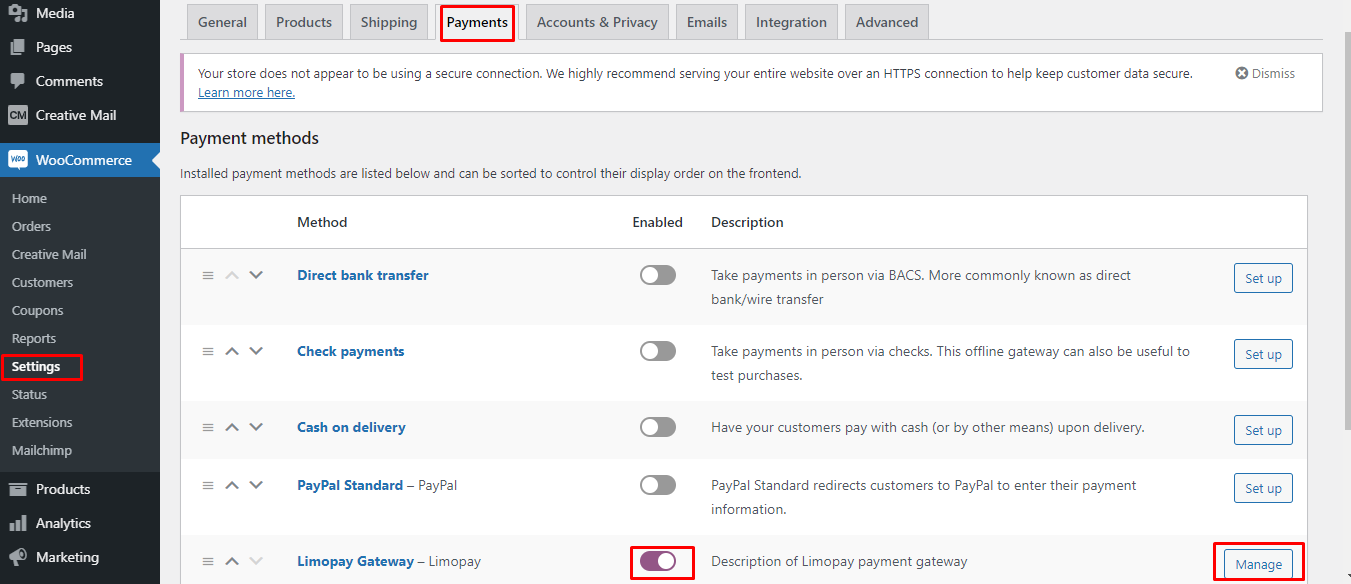 Media
Pages
Comments
CM Creative Mail
Woo WooCommerce
Home
Orders
Creative Mail
Customers
Coupons
Reports
Settings
Status
Extensions
Mailchimp
Products
Analytics
Marketing
General Products Shipping Payments Accounts & Privacy Emails Integration Advanced
Your store does not appear to be using a secure connection. We highly recommend serving your entire website over an HTTPS connection to help keep customer data secure. Dismiss
Learn more here.
Payment methods
Installed payment methods are listed below and can be sorted to control their display order on the frontend.
Method Enabled Description
Direct bank transfer Take payments in person via BACS. More commonly known as direct Set up
bank/wire transfer
Check payments Take payments in person via checks. This offline gateway can also be useful to Set up
test purchases.
Cash on delivery Have your customers pay with cash (or by other means) upon delivery. Set up
PayPal Standard – PayPal PayPal Standard redirects customers to PayPal to enter their payment Set up
information.
Limopay Gateway – Limopay Description of Limopay payment gateway Manage